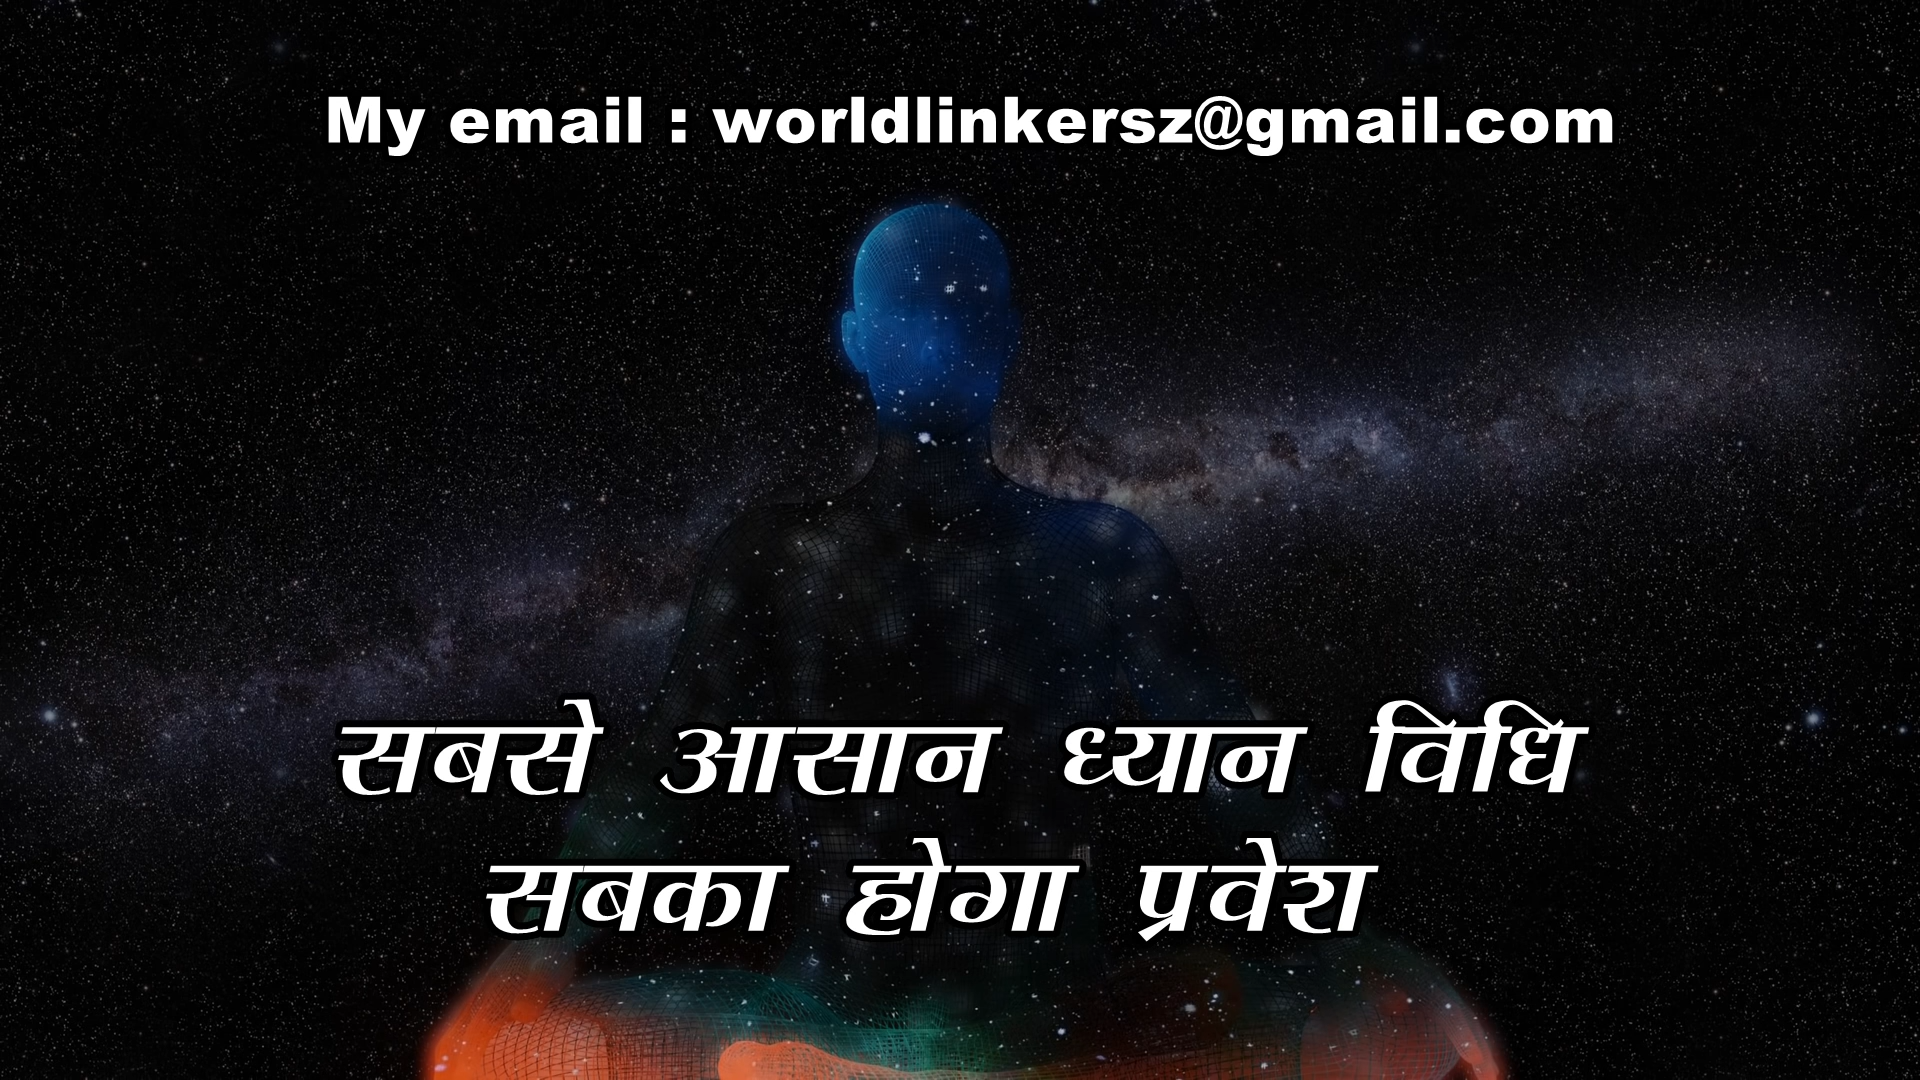 My email : worldlinkersz@gmail.com
सबसे आसान ध्यान विधि
सबका होगा प्रवेश